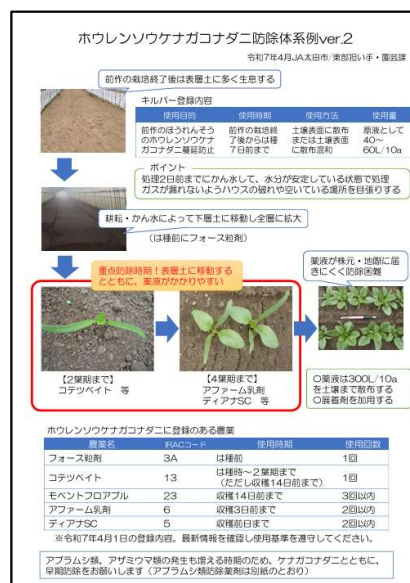 ホウレンソウケナガコナダニ防除体系例ver.2
令和7年4月JA太田市/東部担い手・園芸課
前作の栽培終了後は表層土に多く生息する
キルパー登録内容
使用目的 使用時期 使用方法 使用量
前作のほうれんそうのホウレンソウケナガコナダニ蔓延防止 前作の栽培終了後からは種7日前まで 土壌表面に散布または土壌表面に散布混和 原液として40～60L/10a
ポイント
処理2日前までにかん水して、水分が安定している状態で処理
ガスが漏れないようハウスの破れや空いている場所を目張りする
耕耘・かん水によって下層土に移動し全層に拡大
（は種前にフォース粒剤）
重点防除時期！表層土に移動する
とともに、薬液がかかりやすい
薬液が株元・地際に届
きにくく防除困難
【2葉期まで】
コテツベイト 等
【4葉期まで】
アファーム乳剤
ディアナSC 等
〇薬液は300L/10a
を土壌まで散布する
〇展着剤を加用する
ホウレンソウケナガコナダニに登録のある農薬
農薬名 IRACコード 使用時期 使用回数
フォース粒剤 3A は種前 1回
コテツベイト 13 は種時～2葉期まで
（ただし収穫14日前まで） 1回
モベントフロアブル 23 収穫14日前まで 3回以内
アファーム乳剤 6 収穫3日前まで 2回以内
ディアナSC 5 収穫前日まで 2回以内
※令和7年4月1日の登録内容。最新情報を確認し使用基準を遵守してください。
アブラムシ類、アザミウマ類の発生も増える時期のため、ケナガコナダニとともに、
早期防除をお願いします（アブラムシ類防除薬剤は別紙のとおり）